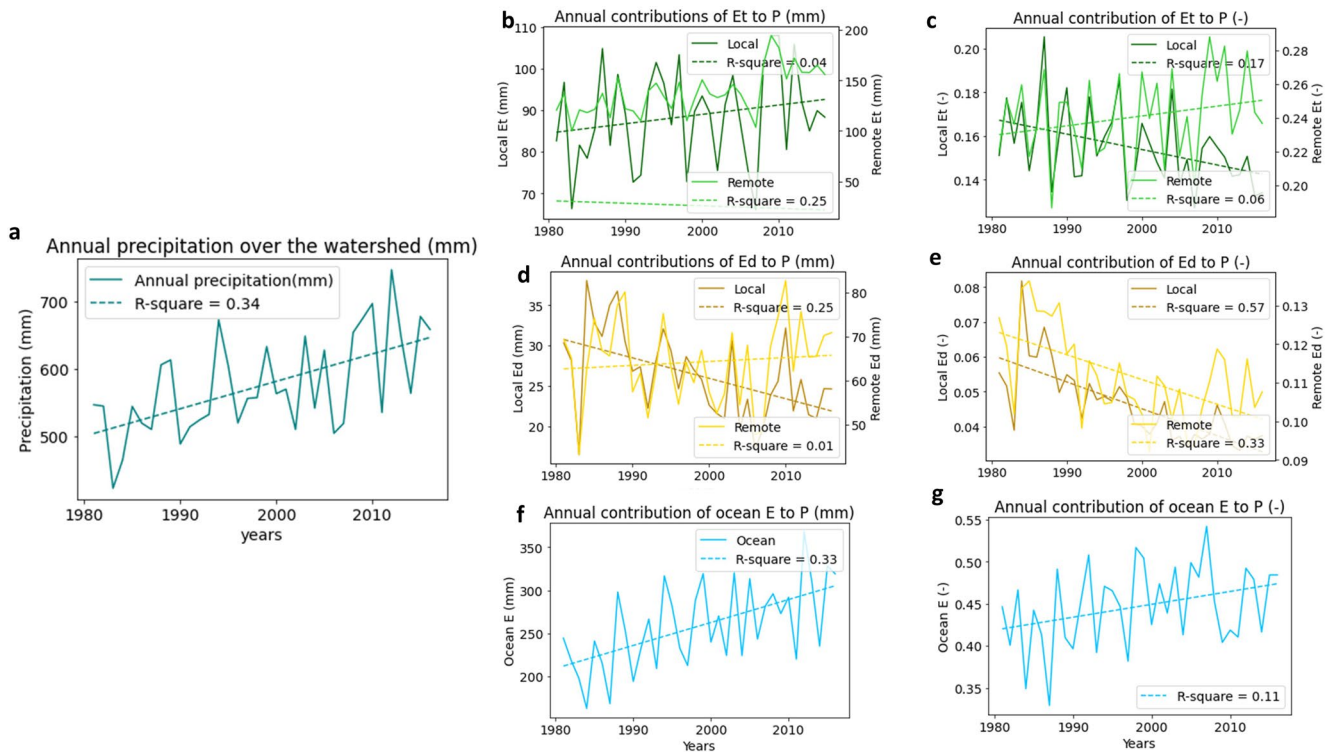 a
Annual precipitation over the watershed (mm)
Annual precipitation(mm)
R-square = 0.34
Precipitation (mm)
700
600
500
1980
1990
2000
2010
years
b
Annual contributions of Et to P (mm)
Local
R-square = 0.04
Remote
R-square = 0.25
Local Et (mm)
110
100
90
80
70
Remote Et (mm)
200
150
100
50
1980
1990
2000
2010
c
Annual contribution of Et to P (-)
Local
R-square = 0.17
Remote
R-square = 0.06
Local Et (-)
0.20
0.18
0.16
0.14
Remote Et (-)
0.28
0.26
0.24
0.22
0.20
1980
1990
2000
2010
d
Annual contributions of Ed to P (mm)
Local
R-square = 0.25
Remote
R-square = 0.01
Local Ed (mm)
35
30
25
20
Remote Ed (mm)
80
70
60
50
1980
1990
2000
2010
e
Annual contribution of Ed to P (-)
Local
R-square = 0.57
Remote
R-square = 0.33
Local Ed (-)
0.08
0.07
0.06
0.05
0.04
Remote Ed (-)
0.13
0.12
0.11
0.10
0.09
1980
1990
2000
2010
f
Annual contribution of ocean E to P (mm)
Ocean
R-square = 0.33
Ocean E (mm)
350
300
250
200
1980
1990
2000
2010
Years
g
Annual contribution of ocean E to P (-)
R-square = 0.11
Ocean E (-)
0.55
0.50
0.45
0.40
0.35
1980
1990
2000
2010
Years